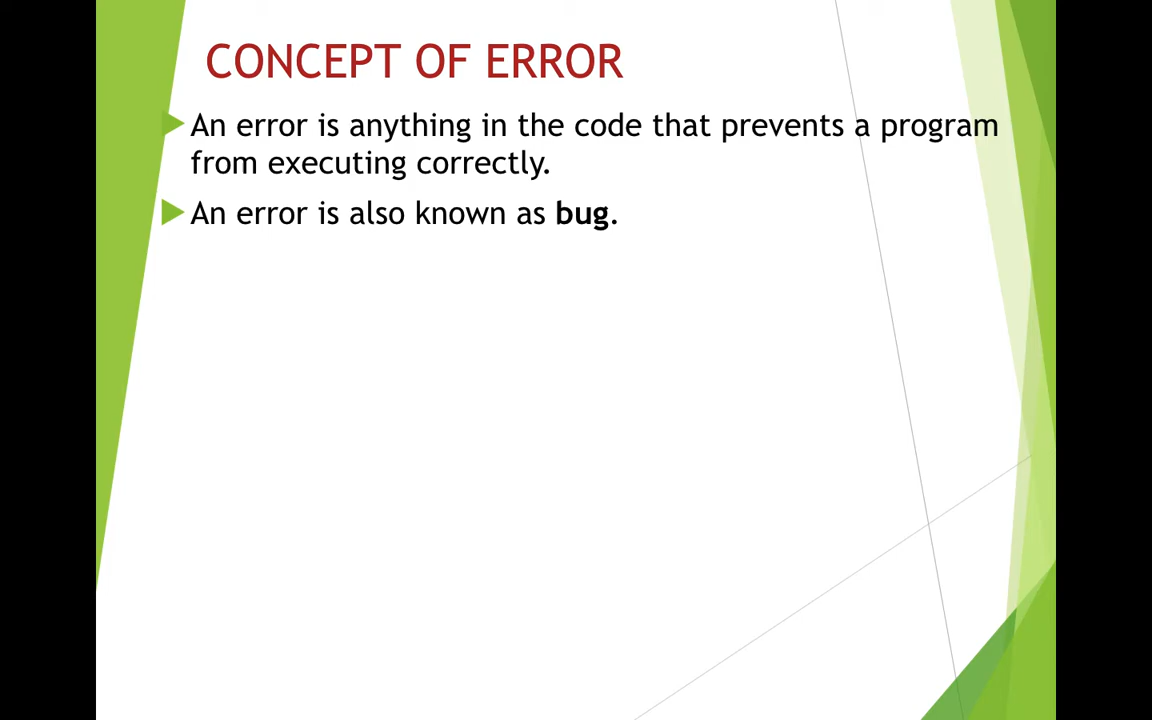 CONCEPT OF ERROR
An error is anything in the code that prevents a program
from executing correctly.
An error is also known as bug.